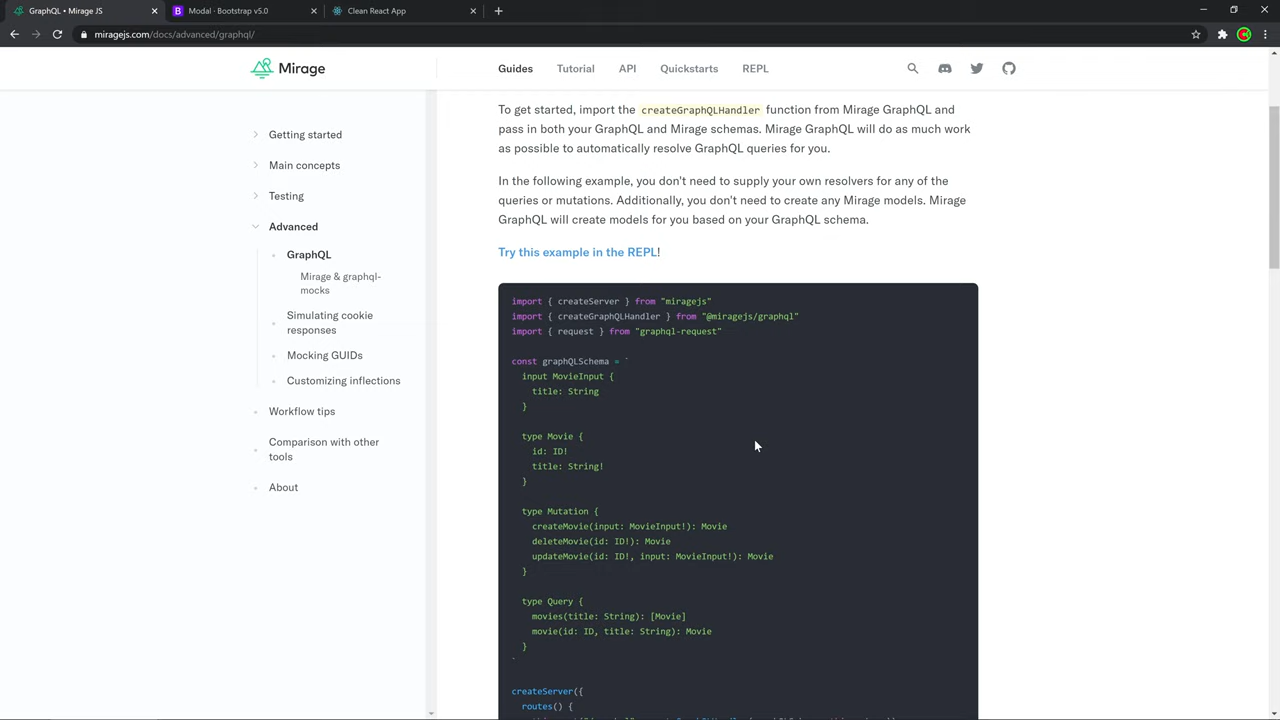 GraphQL • Mirage JS
Modal · Bootstrap v5.0
Clean React App
miragejs.com/docs/advanced/graphql/
Mirage
Guides
Tutorial
API
Quickstarts
REPL
Getting started
Main concepts
Testing
Advanced
GraphQL
Mirage & graphql-
mocks
Simulating cookie
responses
Mocking GUIDs
Customizing inflections
Workflow tips
Comparison with other
tools
About
To get started, import the createGraphQLHandler function from Mirage GraphQL and
pass in both your GraphQL and Mirage schemas. Mirage GraphQL will do as much work
as possible to automatically resolve GraphQL queries for you.
In the following example, you don't need to supply your own resolvers for any of the
queries or mutations. Additionally, you don't need to create any Mirage models. Mirage
GraphQL will create models for you based on your GraphQL schema.
Try this example in the REPL!
import { createServer } from "miragejs"
import { createGraphQLHandler } from "@miragejs/graphql"
import { request } from "graphql-request"
const graphQLSchema = `
input MovieInput {
title: String
}
type Movie {
id: ID!
title: String!
}
type Mutation {
createMovie(input: MovieInput!): Movie
deleteMovie(id: ID!): Movie
updateMovie(id: ID!, input: MovieInput!): Movie
}
type Query {
movies(title: String): [Movie]
movie(id: ID, title: String): Movie
}
`
createServer({
routes() {